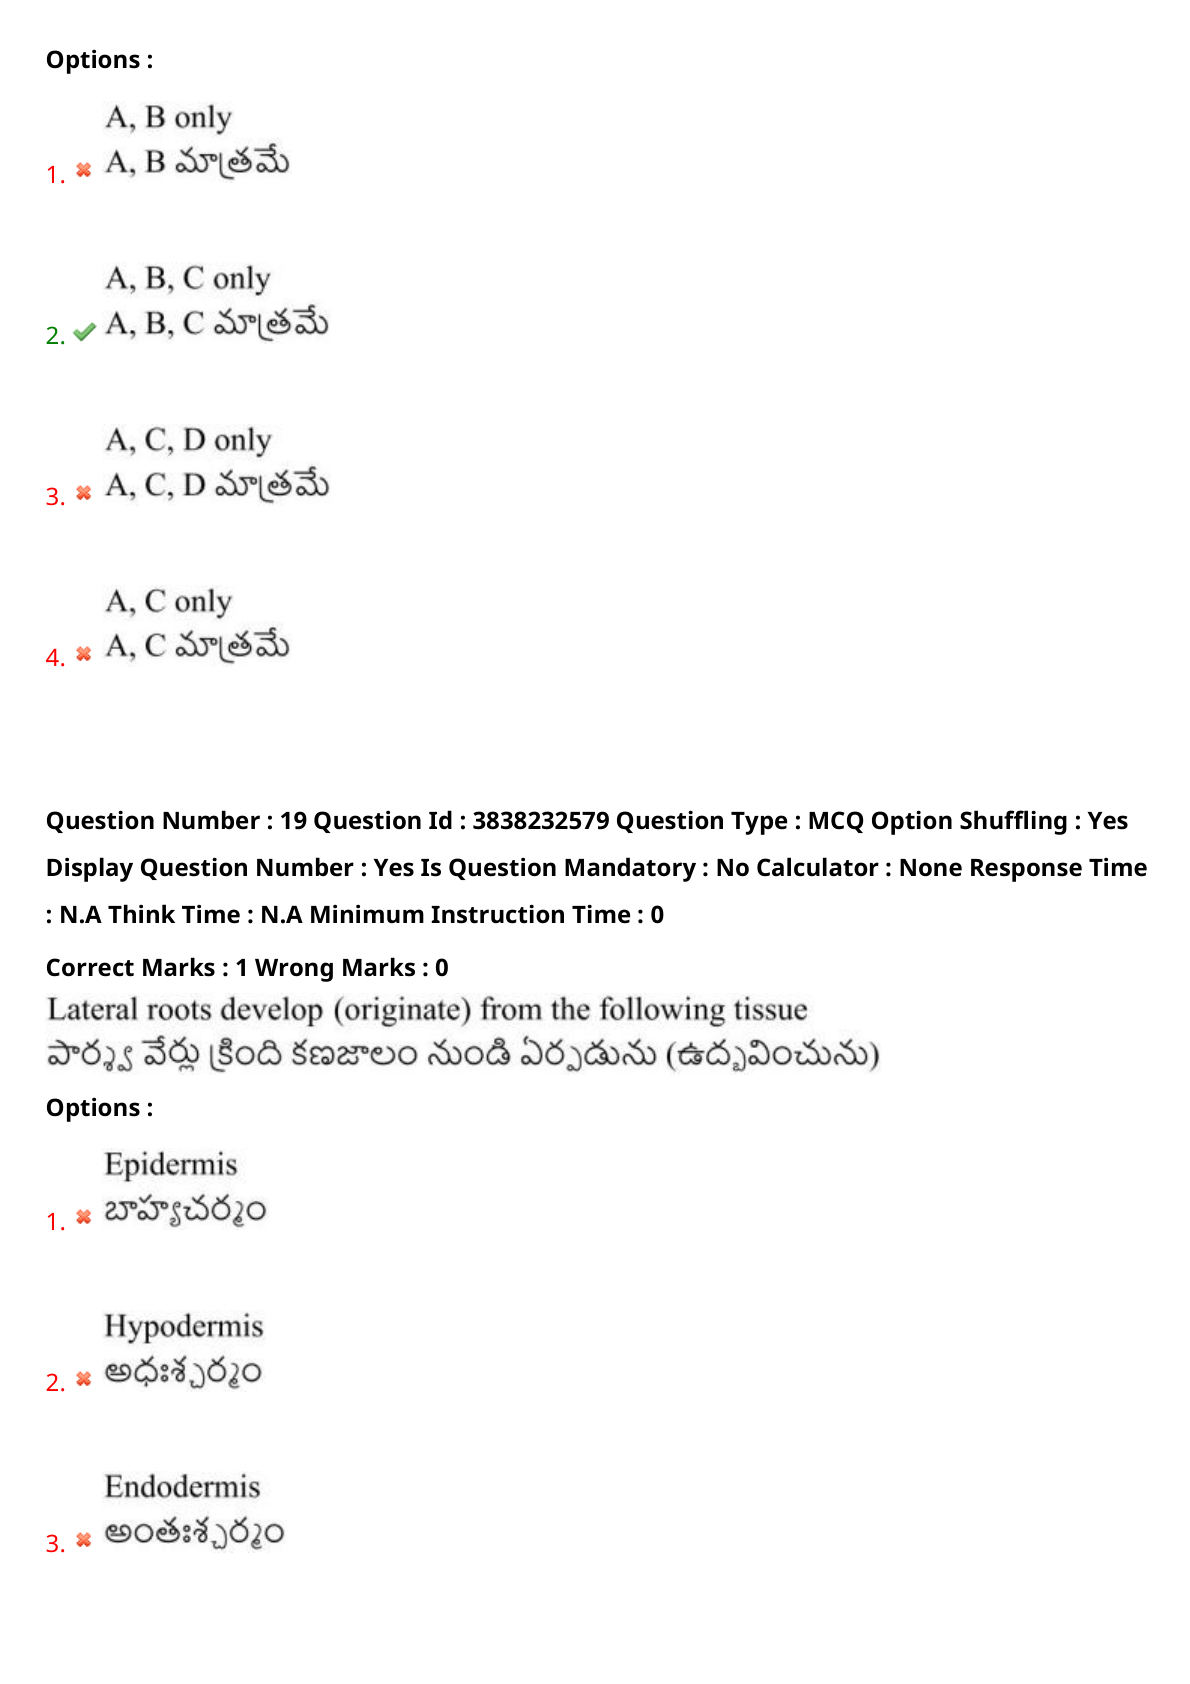 Options :
A, B only
1. A, B మాత్రమే
A, B, C only
2. A, B, C మాత్రమే
A, C, D only
3. A, C, D మాత్రమే
A, C only
4. A, C మాత్రమే
Question Number : 19 Question Id : 3838232579 Question Type : MCQ Option Shuffling : Yes
Display Question Number : Yes Is Question Mandatory : No Calculator : None Response Time
: N.A Think Time : N.A Minimum Instruction Time : 0
Correct Marks : 1 Wrong Marks : 0
Lateral roots develop (originate) from the following tissue
పార్శ్వ వేర్లు క్రింది కణజాలం నుండి ఏర్పడును (ఉద్భవించును)
Options :
Epidermis
1. బాహ్యచర్మం
Hypodermis
2. అధఃశ్చర్మం
Endodermis
3. అంతఃశ్చర్మం